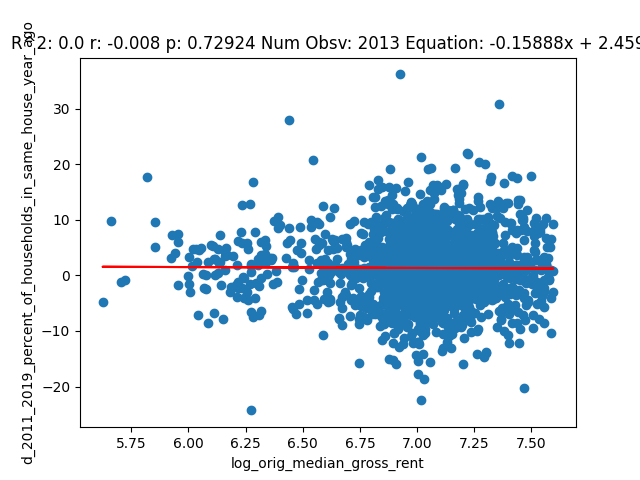 R^2: 0.0 r: -0.008 p: 0.72924 Num Obsv: 2013 Equation: -0.15888x + 2.459
d_2011_2019_percent_of_households_in_same_house_year_ago
30
20
10
0
−10
−20
5.75 6.00 6.25 6.50 6.75 7.00 7.25 7.50
log_orig_median_gross_rent